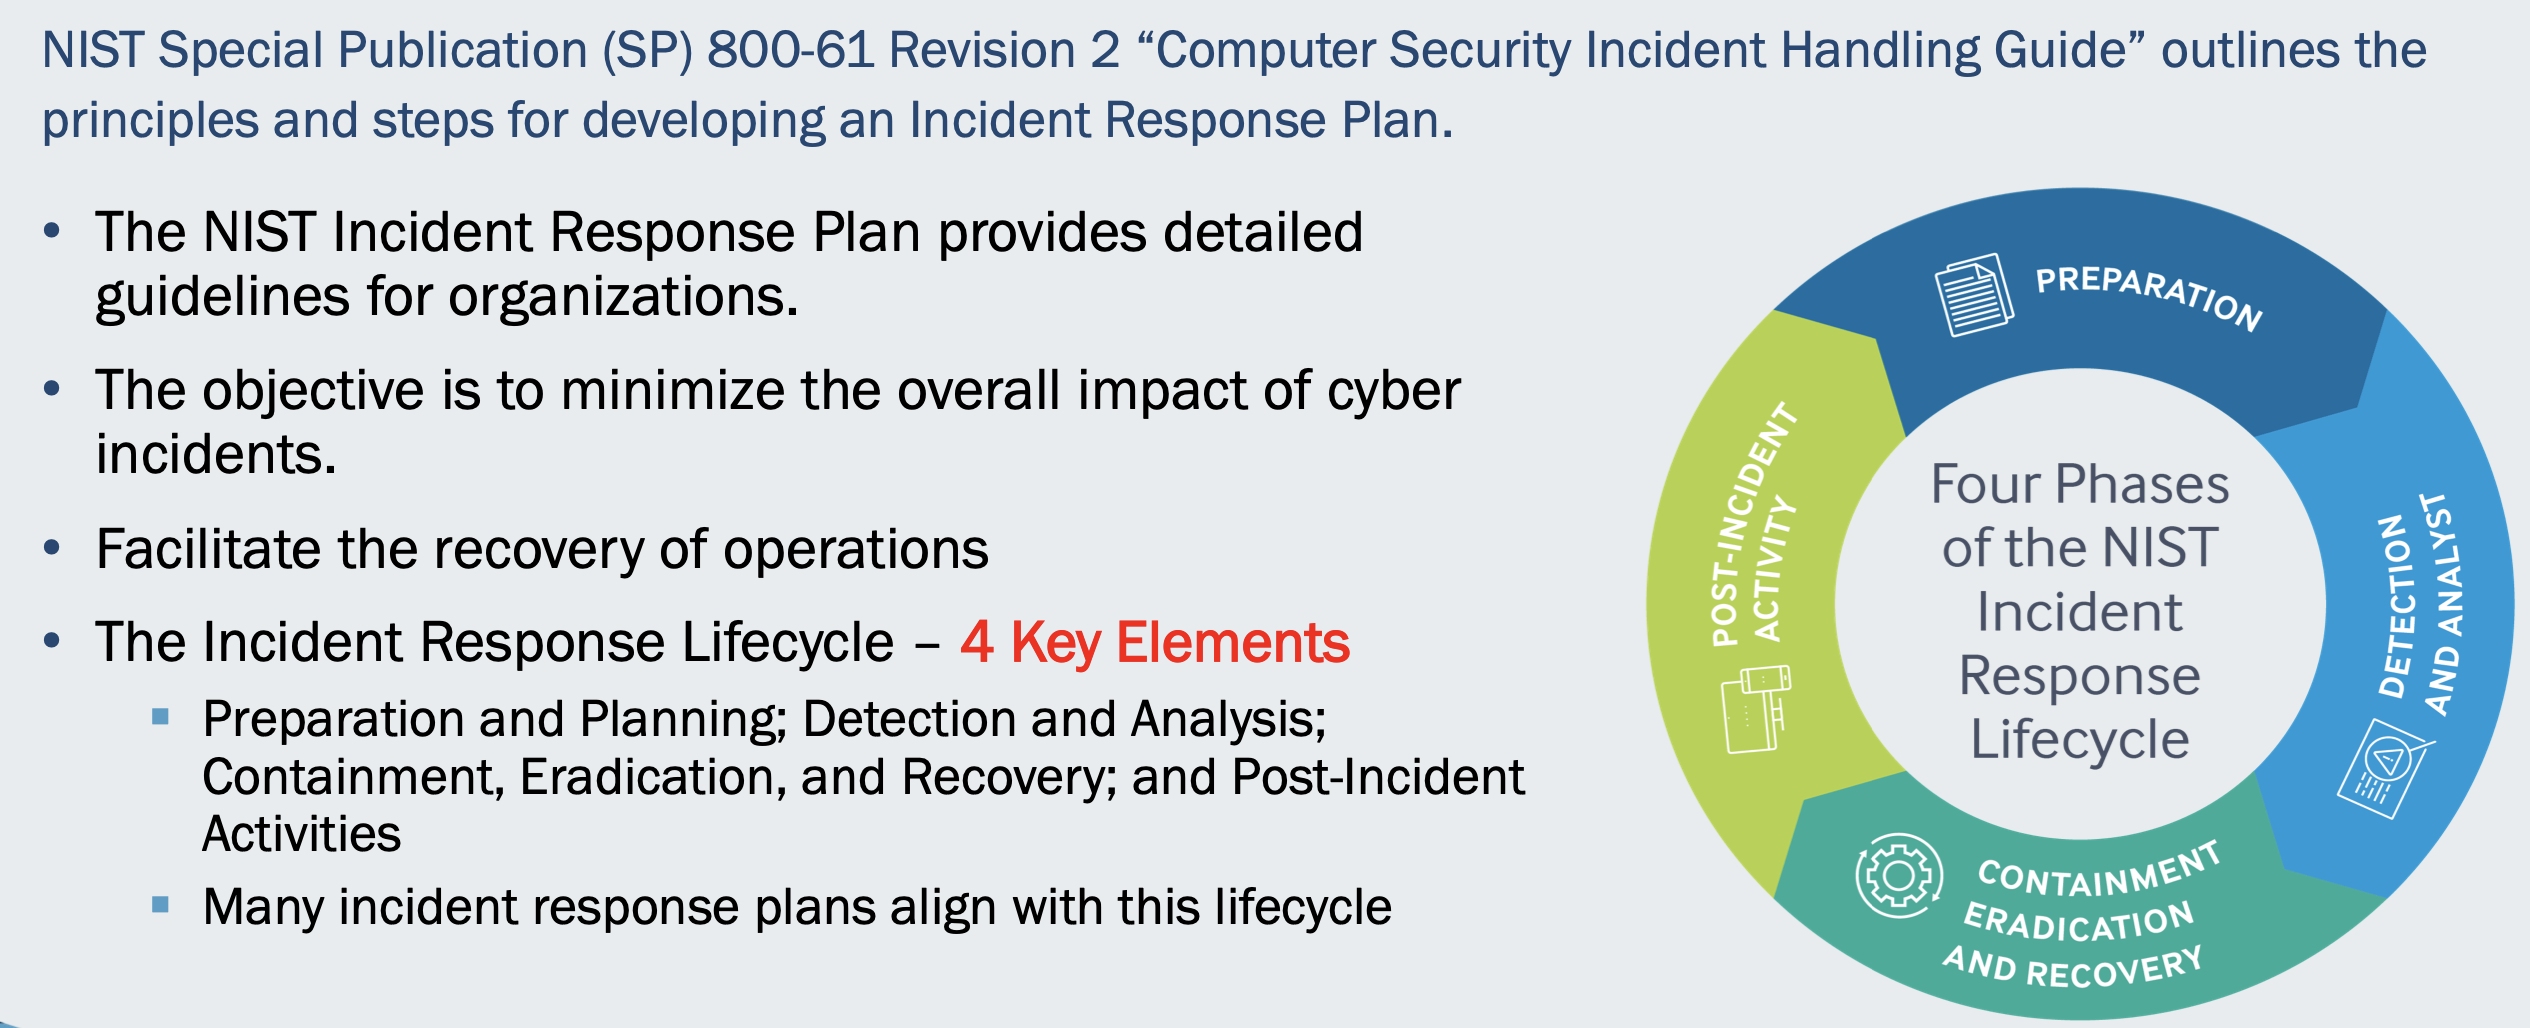 NIST Special Publication (SP) 800-61 Revision 2 “Computer Security Incident Handling Guide” outlines the
principles and steps for developing an Incident Response Plan.
• The NIST Incident Response Plan provides detailed
guidelines for organizations.
• The objective is to minimize the overall impact of cyber
incidents.
• Facilitate the recovery of operations
• The Incident Response Lifecycle – 4 Key Elements
▪ Preparation and Planning; Detection and Analysis;
Containment, Eradication, and Recovery; and Post-Incident
Activities
▪ Many incident response plans align with this lifecycle
PREPARATION
DETECTION
AND ANALYST
CONTAINMENT
ERADICATION
AND RECOVERY
POST-INCIDENT
ACTIVITY
Four Phases
of the NIST
Incident
Response
Lifecycle